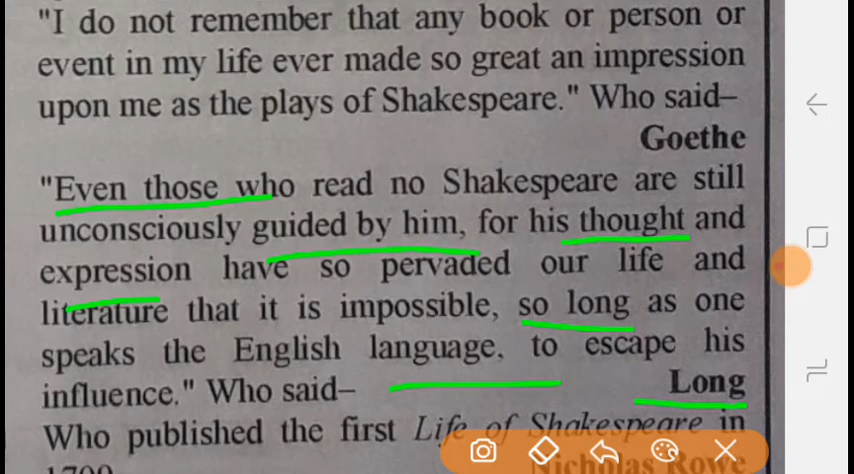 "I do not remember that any book or person or
event in my life ever made so great an impression
upon me as the plays of Shakespeare." Who said–
Goethe
"Even those who read no Shakespeare are still
unconsciously guided by him, for his thought and
expression have so pervaded our life and
literature that it is impossible, so long as one
speaks the English language, to escape his
influence." Who said– Long
Who published the first Life of Shakespeare in
1709
Nicholas Rowe